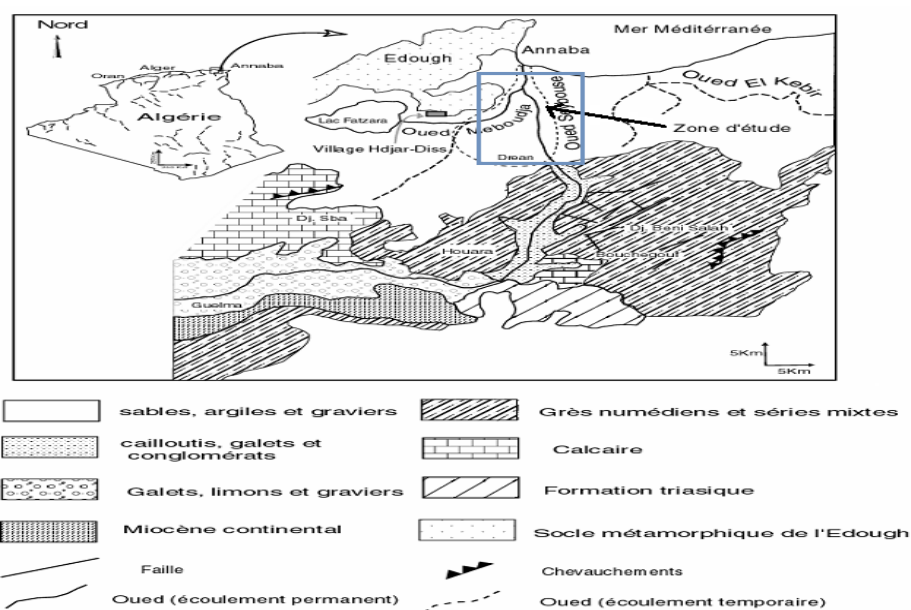 Nord
Mer Méditérranée
Annaba
Edough
Oran
Alger
Annaba
Oued El Kebir
Algérie
Lac Fatzara
Oued Meboudja
Oued Seybouse
Zone d'étude
Village Hdjar-Diss
Drean
Dj. Sba
Dj. Beni Salah
Houara
Bouchegouf
Guelma
5Km
5Km
sables, argiles et graviers
Grès numédiens et séries mixtes
cailloutis, galets et
conglomérats
Calcaire
Galets, limons et graviers
Formation triasique
Miocène continental
Socle métamorphique de l'Edough
Faille
Chevauchements
Oued (écoulement permanent)
Oued (écoulement temporaire)